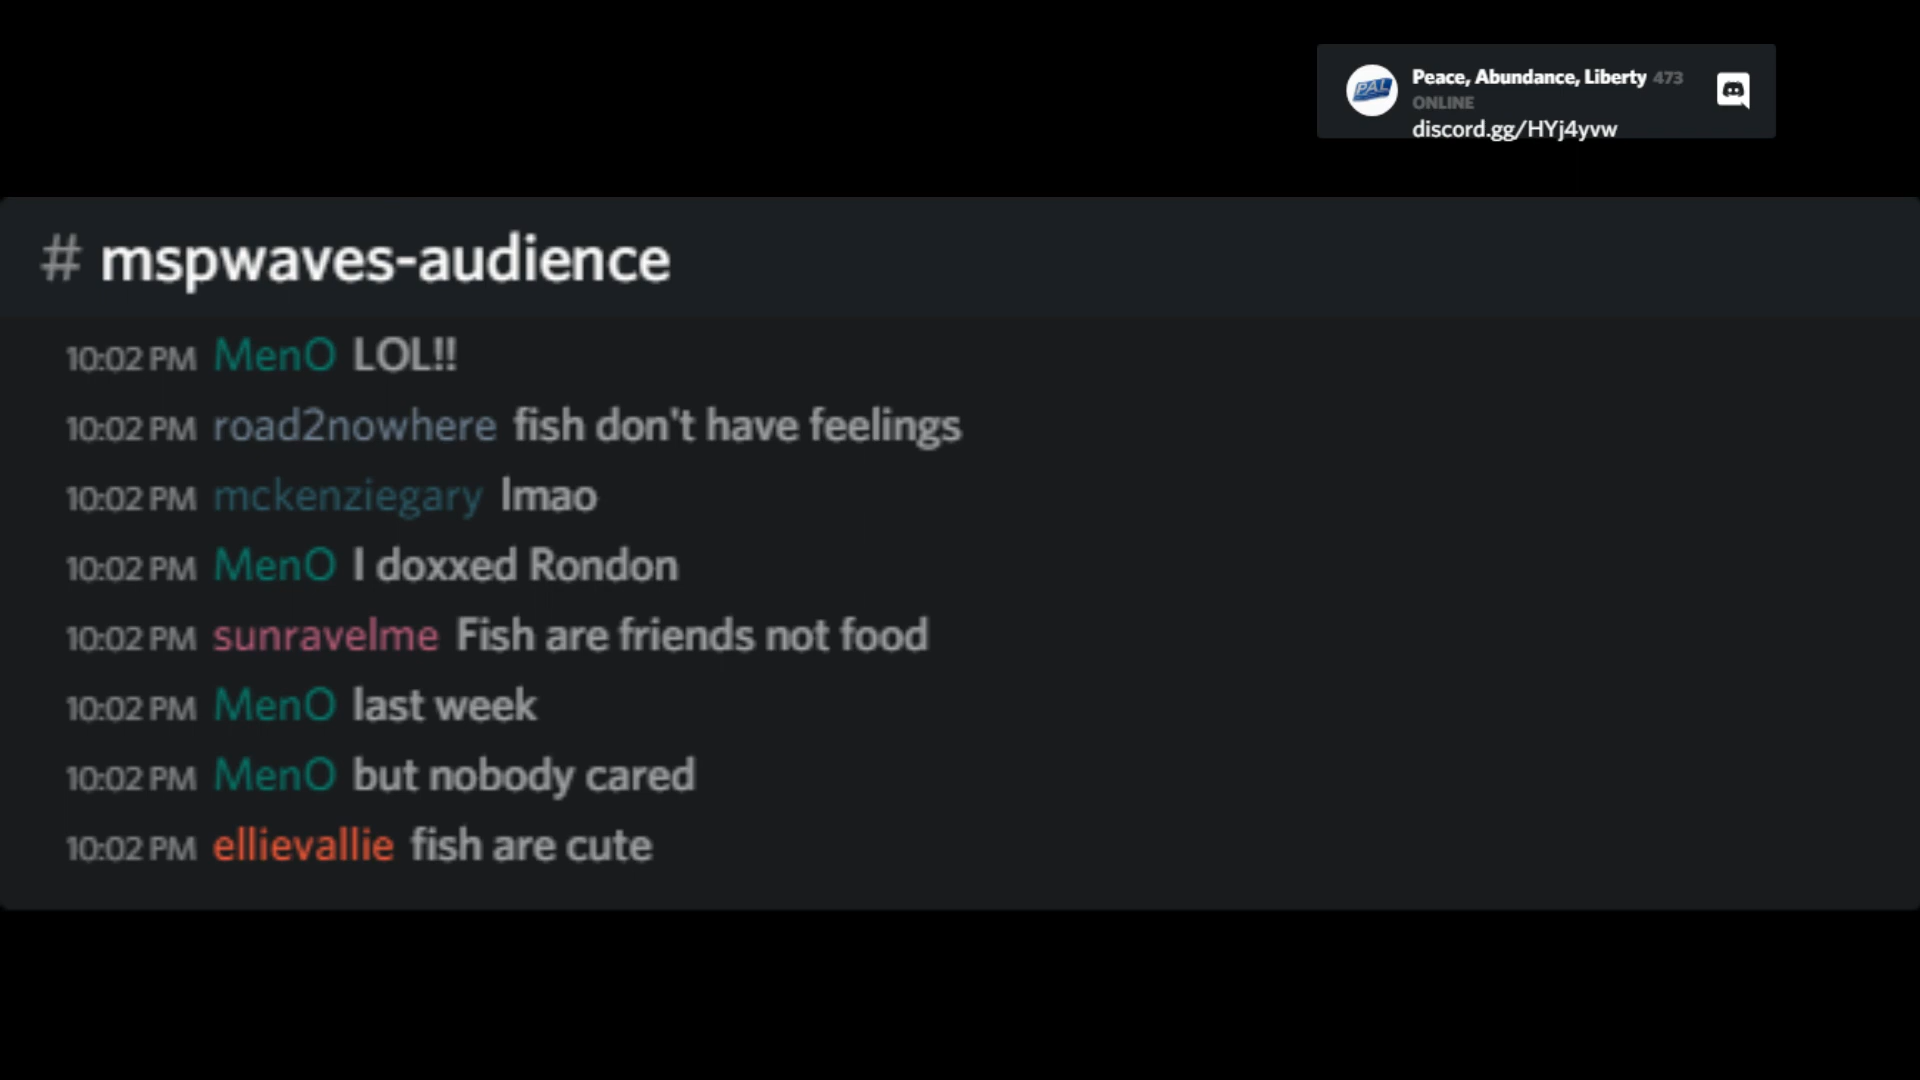 PAL
Peace, Abundance, Liberty 473
ONLINE
discord.gg/HYj4yvw
# mspwaves-audience
10:02 PM MenO LOL!!
10:02 PM road2nowhere fish don't have feelings
10:02 PM mckenziegary lmao
10:02 PM MenO I doxxed Rondon
10:02 PM sunravelme Fish are friends not food
10:02 PM MenO last week
10:02 PM MenO but nobody cared
10:02 PM ellievallie fish are cute